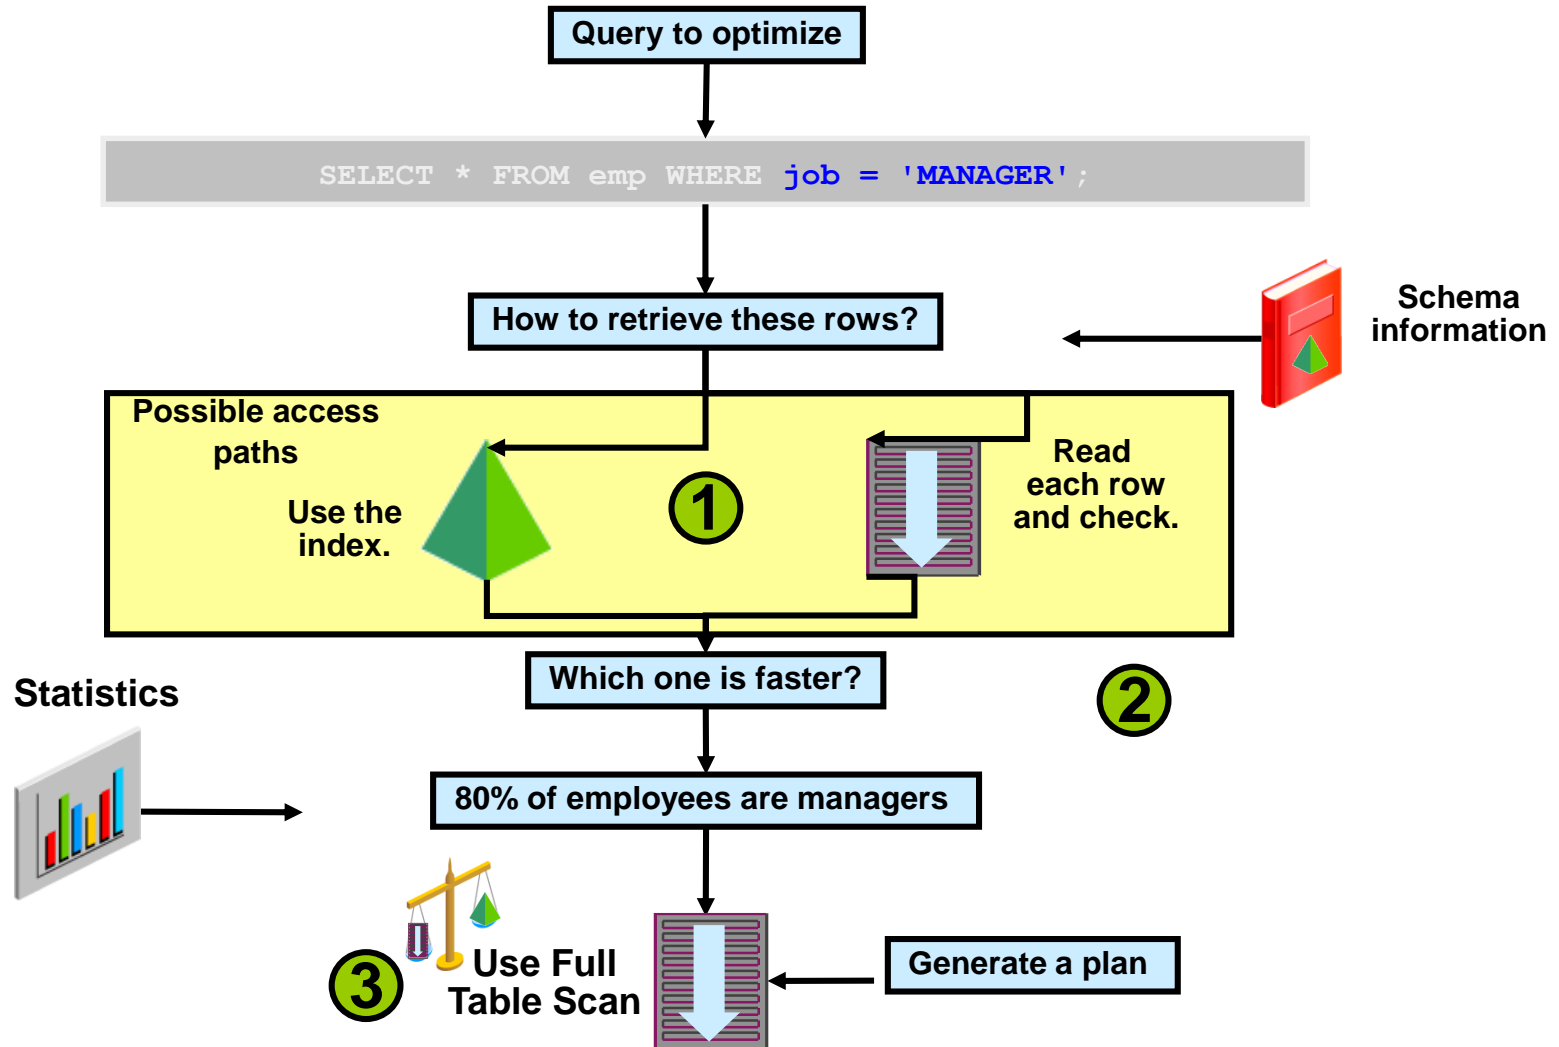 Query to optimize
SELECT * FROM emp WHERE job = 'MANAGER';
How to retrieve these rows?
Schema
information
Possible access
paths
Use the
index.
1
Read
each row
and check.
Which one is faster?
2
Statistics
80% of employees are managers
3
Use Full
Table Scan
Generate a plan